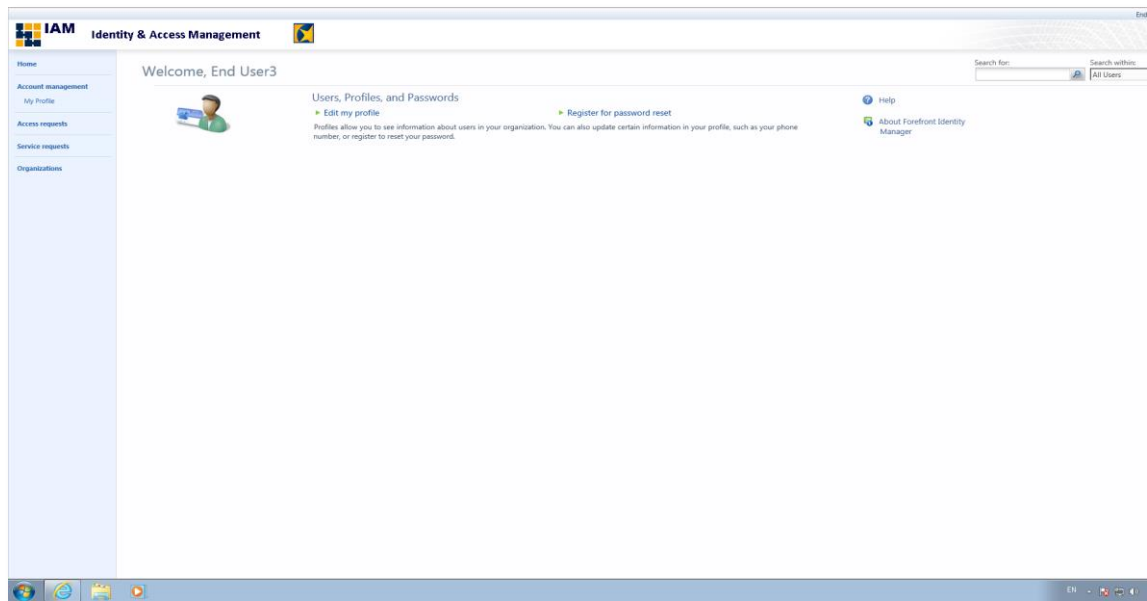 End
IAM
Identity & Access Management
Home
Account management
My Profile
Access requests
Service requests
Organizations
Welcome, End User3
Search for:
Search within:
All Users
Users, Profiles, and Passwords
Edit my profile
Register for password reset
Profiles allow you to see information about users in your organization. You can also update certain information in your profile, such as your phone
number, or register to reset your password.
Help
About Forefront Identity
Manager
EN